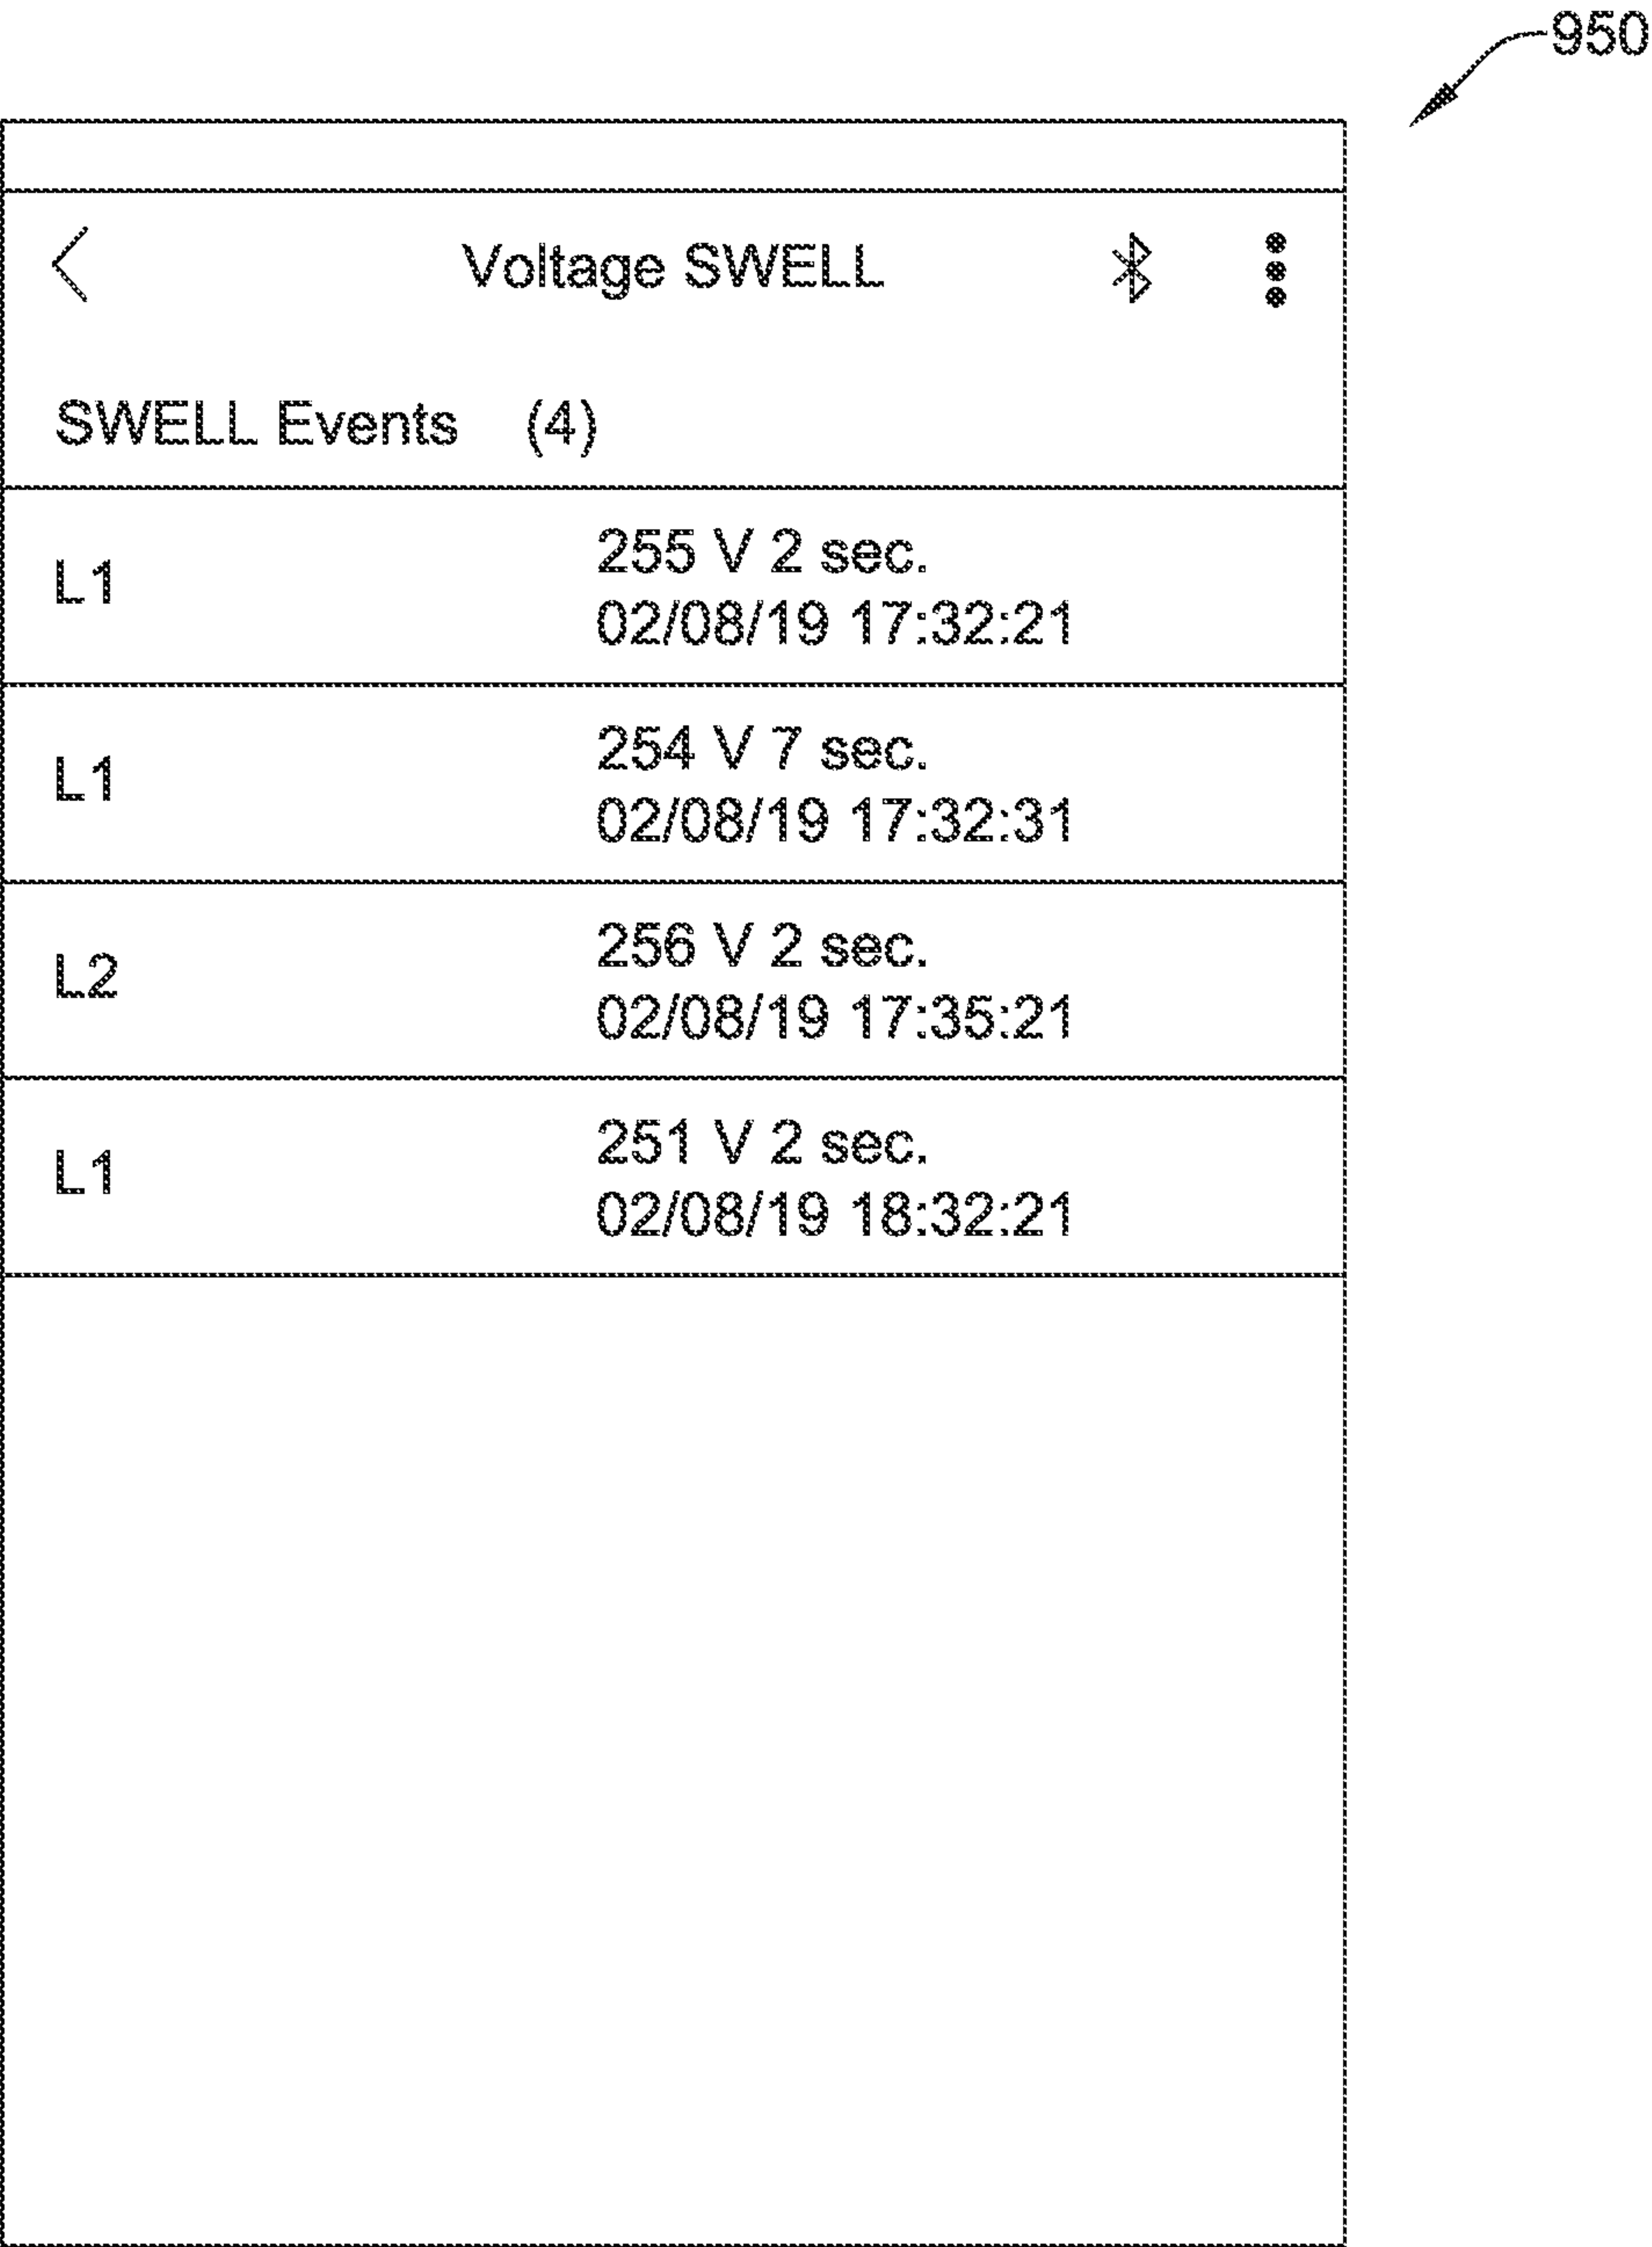 950
Voltage SWELL
SWELL Events (4)
L1
255 V 2 sec.
02/08/19 17:32:21
L1
254 V 7 sec.
02/08/19 17:32:31
L2
256 V 2 sec.
02/08/19 17:35:21
L1
251 V 2 sec.
02/08/19 18:32:21